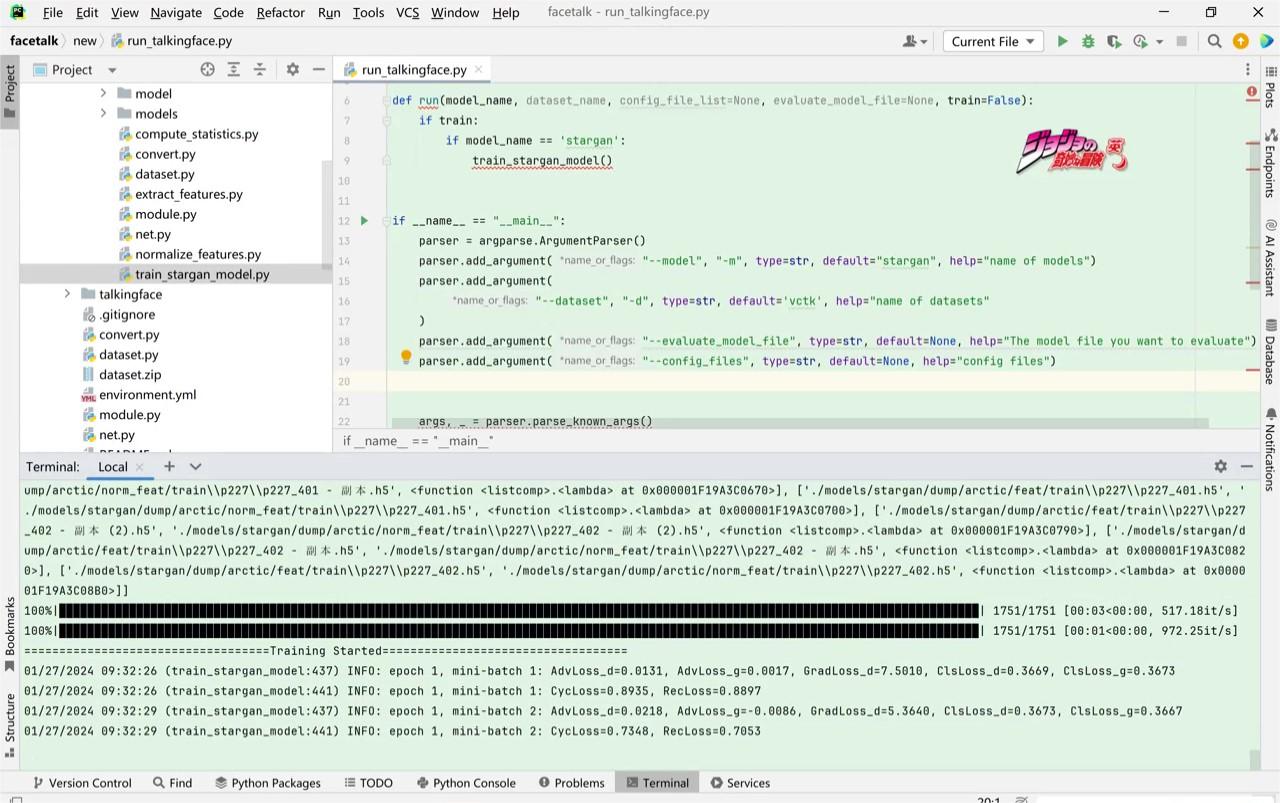 File Edit View Navigate Code Refactor Run Tools VCS Window Help facetalk - run_talkingface.py
facetalk new run_talkingface.py Current File
Project
Project
run_talkingface.py
model
models
compute_statistics.py
convert.py
dataset.py
extract_features.py
module.py
net.py
normalize_features.py
train_stargan_model.py
talkingface
.gitignore
convert.py
dataset.py
dataset.zip
environment.yml
module.py
net.py
6 def run(model_name, dataset_name, config_file_list=None, evaluate_model_file=None, train=False):
7 if train:
8 if model_name == 'stargan':
9 train_stargan_model()
10
11
12 if __name__ == "__main__":
13 parser = argparse.ArgumentParser()
14 parser.add_argument( *name_or_flags: "--model", "-m", type=str, default="stargan", help="name of models")
15 parser.add_argument(
16 *name_or_flags: "--dataset", "-d", type=str, default='vctk', help="name of datasets"
17 )
18 parser.add_argument( *name_or_flags: "--evaluate_model_file", type=str, default=None, help="The model file you want to evaluate")
19 parser.add_argument( *name_or_flags: "--config_files", type=str, default=None, help="config files")
20
21
22 args, _ = parser.parse_known_args()
if __name__ == "__main__"
ジョジョの
奇妙な冒険
英
Plots
Endpoints
AI Assistant
Database
Notifications
Terminal: Local
ump/arctic/norm_feat/train\\p227\\p227_401 - 副本.h5', <function <listcomp>.<lambda> at 0x000001F19A3C0670>], ['./models/stargan/dump/arctic/feat/train\\p227\\p227_401.h5', '
./models/stargan/dump/arctic/norm_feat/train\\p227\\p227_401.h5', <function <listcomp>.<lambda> at 0x000001F19A3C0700>], ['./models/stargan/dump/arctic/feat/train\\p227\\p227
_402 - 副本 (2).h5', './models/stargan/dump/arctic/norm_feat/train\\p227\\p227_402 - 副本 (2).h5', <function <listcomp>.<lambda> at 0x000001F19A3C0790>], ['./models/stargan/d
ump/arctic/feat/train\\p227\\p227_402 - 副本.h5', './models/stargan/dump/arctic/norm_feat/train\\p227\\p227_402 - 副本.h5', <function <listcomp>.<lambda> at 0x000001F19A3C082
0>], ['./models/stargan/dump/arctic/feat/train\\p227\\p227_402.h5', './models/stargan/dump/arctic/norm_feat/train\\p227\\p227_402.h5', <function <listcomp>.<lambda> at 0x0000
01F19A3C08B0>]]
100%| | 1751/1751 [00:03<00:00, 517.18it/s]
100%| | 1751/1751 [00:01<00:00, 972.25it/s]
===================================Training Started===================================
01/27/2024 09:32:26 (train_stargan_model:437) INFO: epoch 1, mini-batch 1: AdvLoss_d=0.0131, AdvLoss_g=0.0017, GradLoss_d=7.5010, ClsLoss_d=0.3669, ClsLoss_g=0.3673
01/27/2024 09:32:26 (train_stargan_model:441) INFO: epoch 1, mini-batch 1: CycLoss=0.8935, RecLoss=0.8897
01/27/2024 09:32:29 (train_stargan_model:437) INFO: epoch 1, mini-batch 2: AdvLoss_d=0.0218, AdvLoss_g=-0.0086, GradLoss_d=5.3640, ClsLoss_d=0.3673, ClsLoss_g=0.3667
01/27/2024 09:32:29 (train_stargan_model:441) INFO: epoch 1, mini-batch 2: CycLoss=0.7348, RecLoss=0.7053
Bookmarks
Structure
Version Control Find Python Packages TODO Python Console Problems Terminal Services
20:1